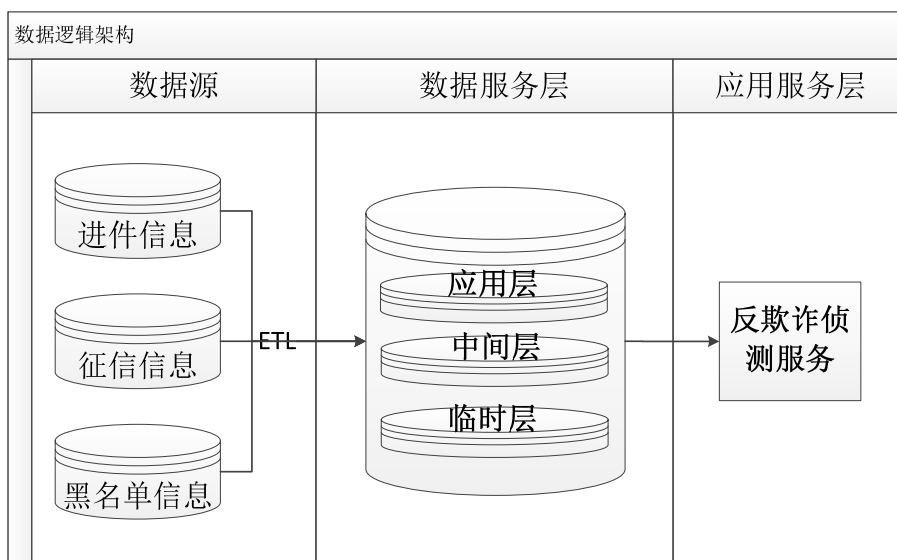 数据逻辑架构
数据源
数据服务层
应用服务层
进件信息
征信信息
黑名单信息
ETL
应用层
中间层
临时层
反欺诈侦
测服务